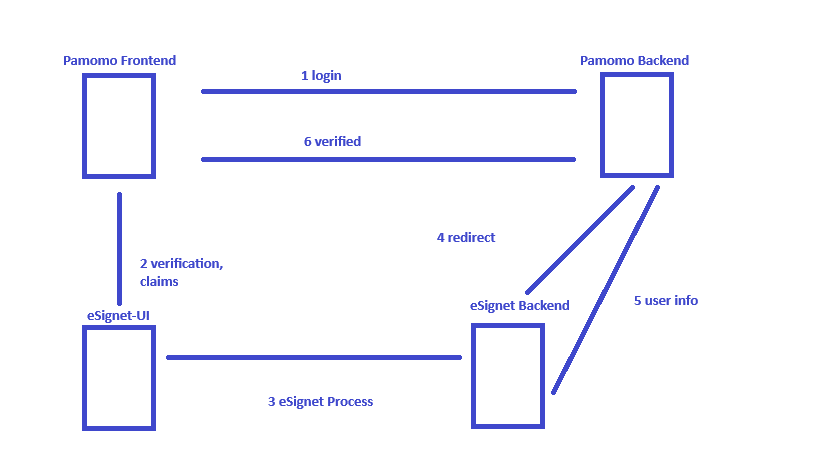 Pamomo Frontend
Pamomo Backend
1 login
6 verified
4 redirect
2 verification,
claims
5 user info
eSignet Backend
eSignet-UI
3 eSignet Process